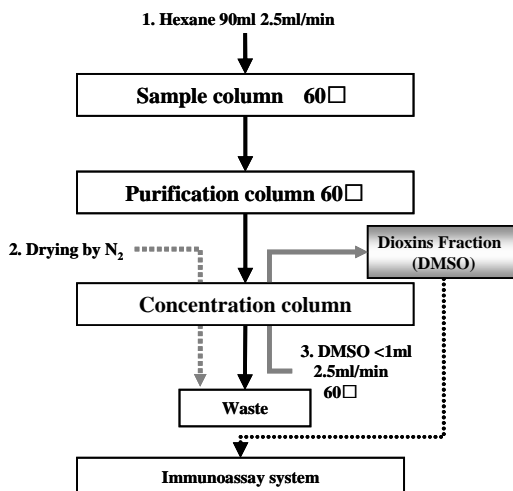 1. Hexane 90ml 2.5ml/min
Sample column 60□
Purification column 60□
2. Drying by N₂
Dioxins Fraction
(DMSO)
Concentration column
3. DMSO <1ml
2.5ml/min
60□
Waste
Immunoassay system